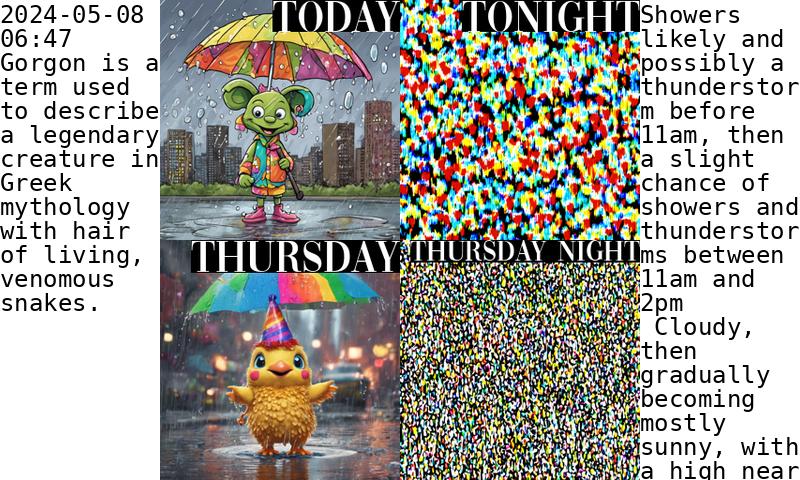 2024-05-08
06:47
Gorgon is a
term used
to describe
a legendary
creature in
Greek
mythology
with hair
of living,
venomous
snakes.
TODAY
TONIGHT
THURSDAY
THURSDAY NIGHT
Showers
likely and
possibly a
thunderstor
m before
11am, then
a slight
chance of
showers and
thunderstor
ms between
11am and
2pm
Cloudy,
then
gradually
becoming
mostly
sunny, with
a high near